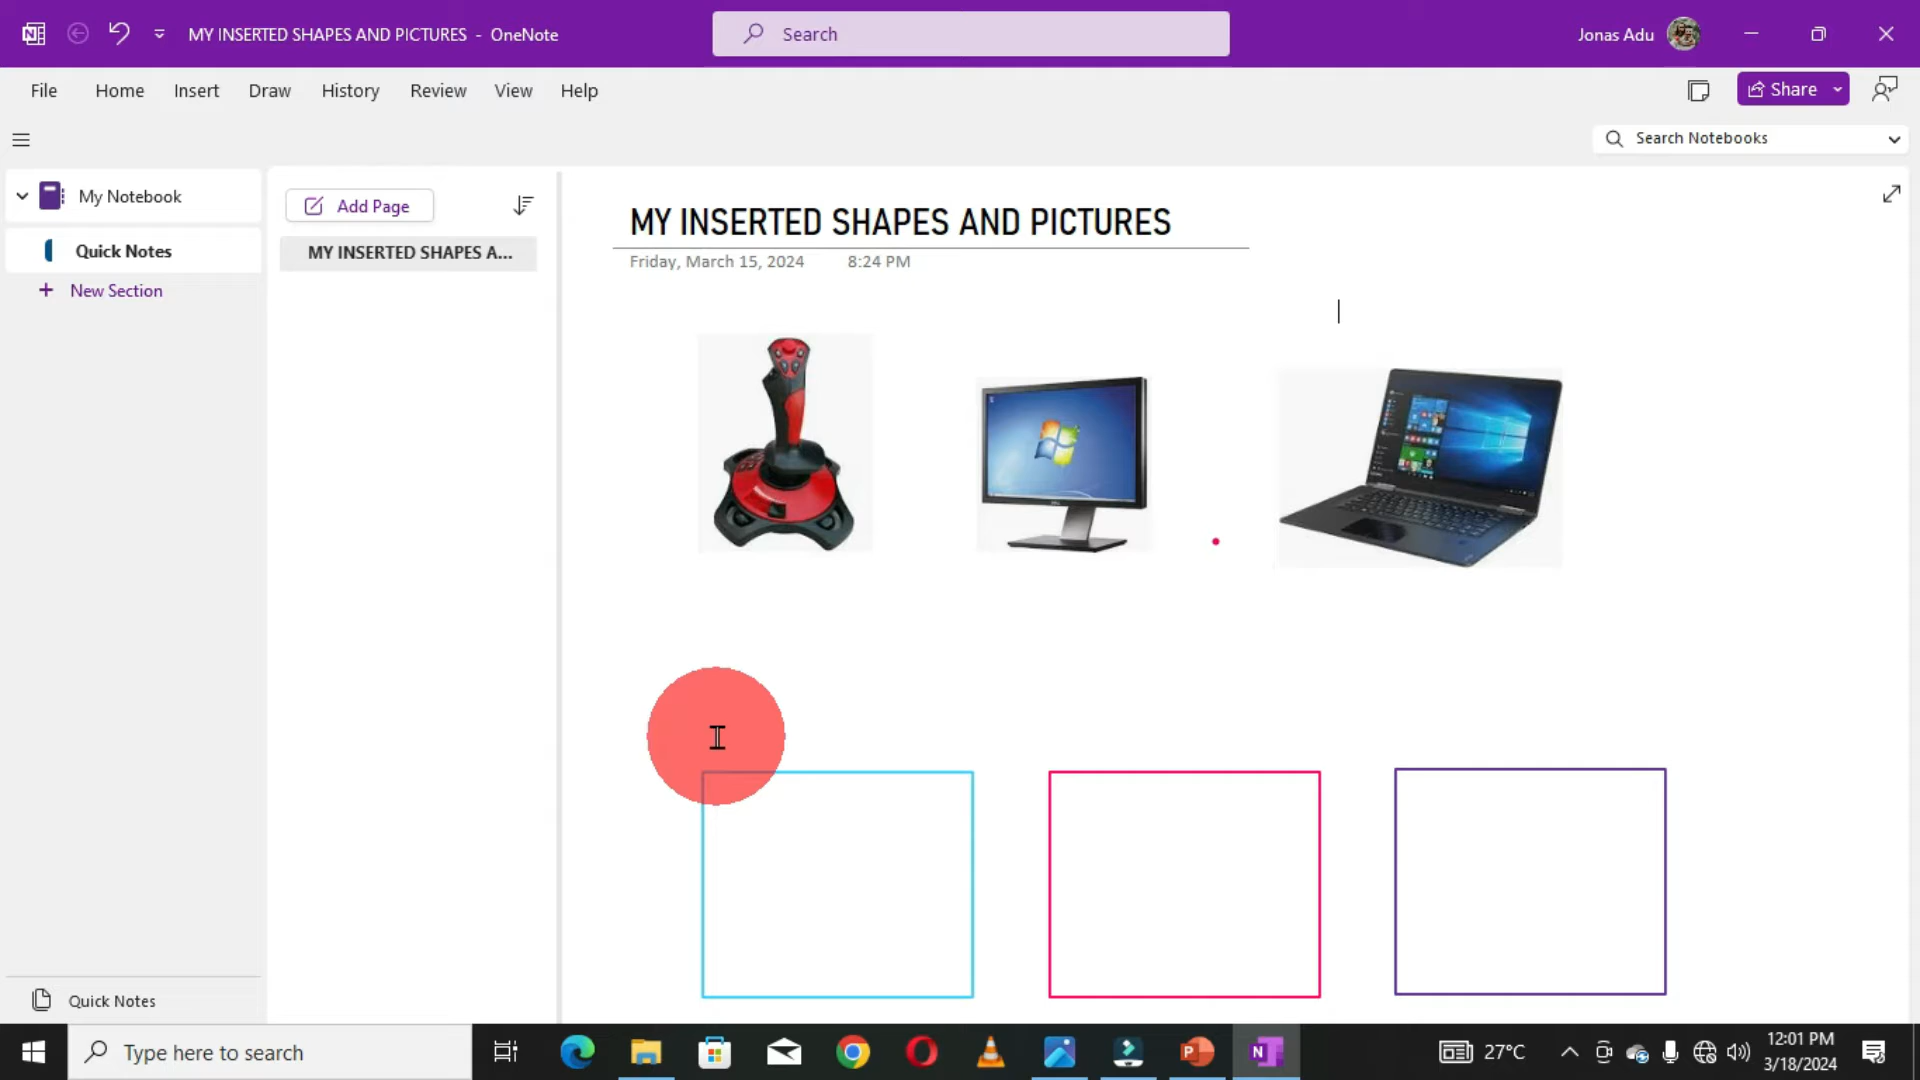 MY INSERTED SHAPES AND PICTURES - OneNote
Search
Jonas Adu
File Home Insert Draw History Review View Help
Share
Search Notebooks
My Notebook
Quick Notes
New Section
Add Page
MY INSERTED SHAPES A...
MY INSERTED SHAPES AND PICTURES
Friday, March 15, 2024 8:24 PM
Quick Notes
Type here to search
27°C
12:01 PM
3/18/2024